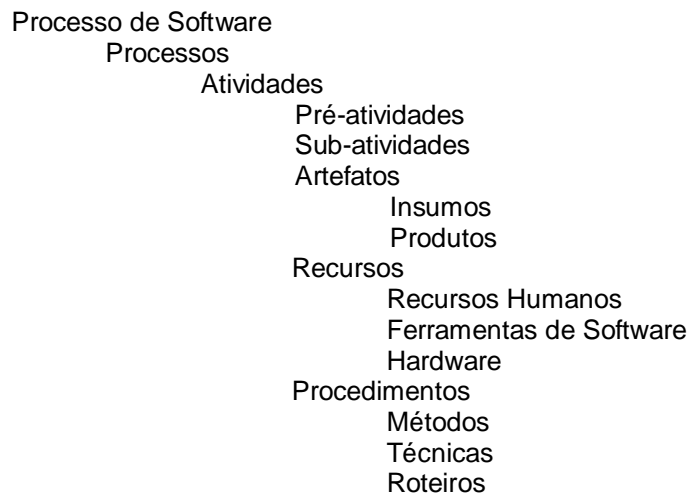 Processo de Software
Processos
Atividades
Pré-atividades
Sub-atividades
Artefatos
Insumos
Produtos
Recursos
Recursos Humanos
Ferramentas de Software
Hardware
Procedimentos
Métodos
Técnicas
Roteiros